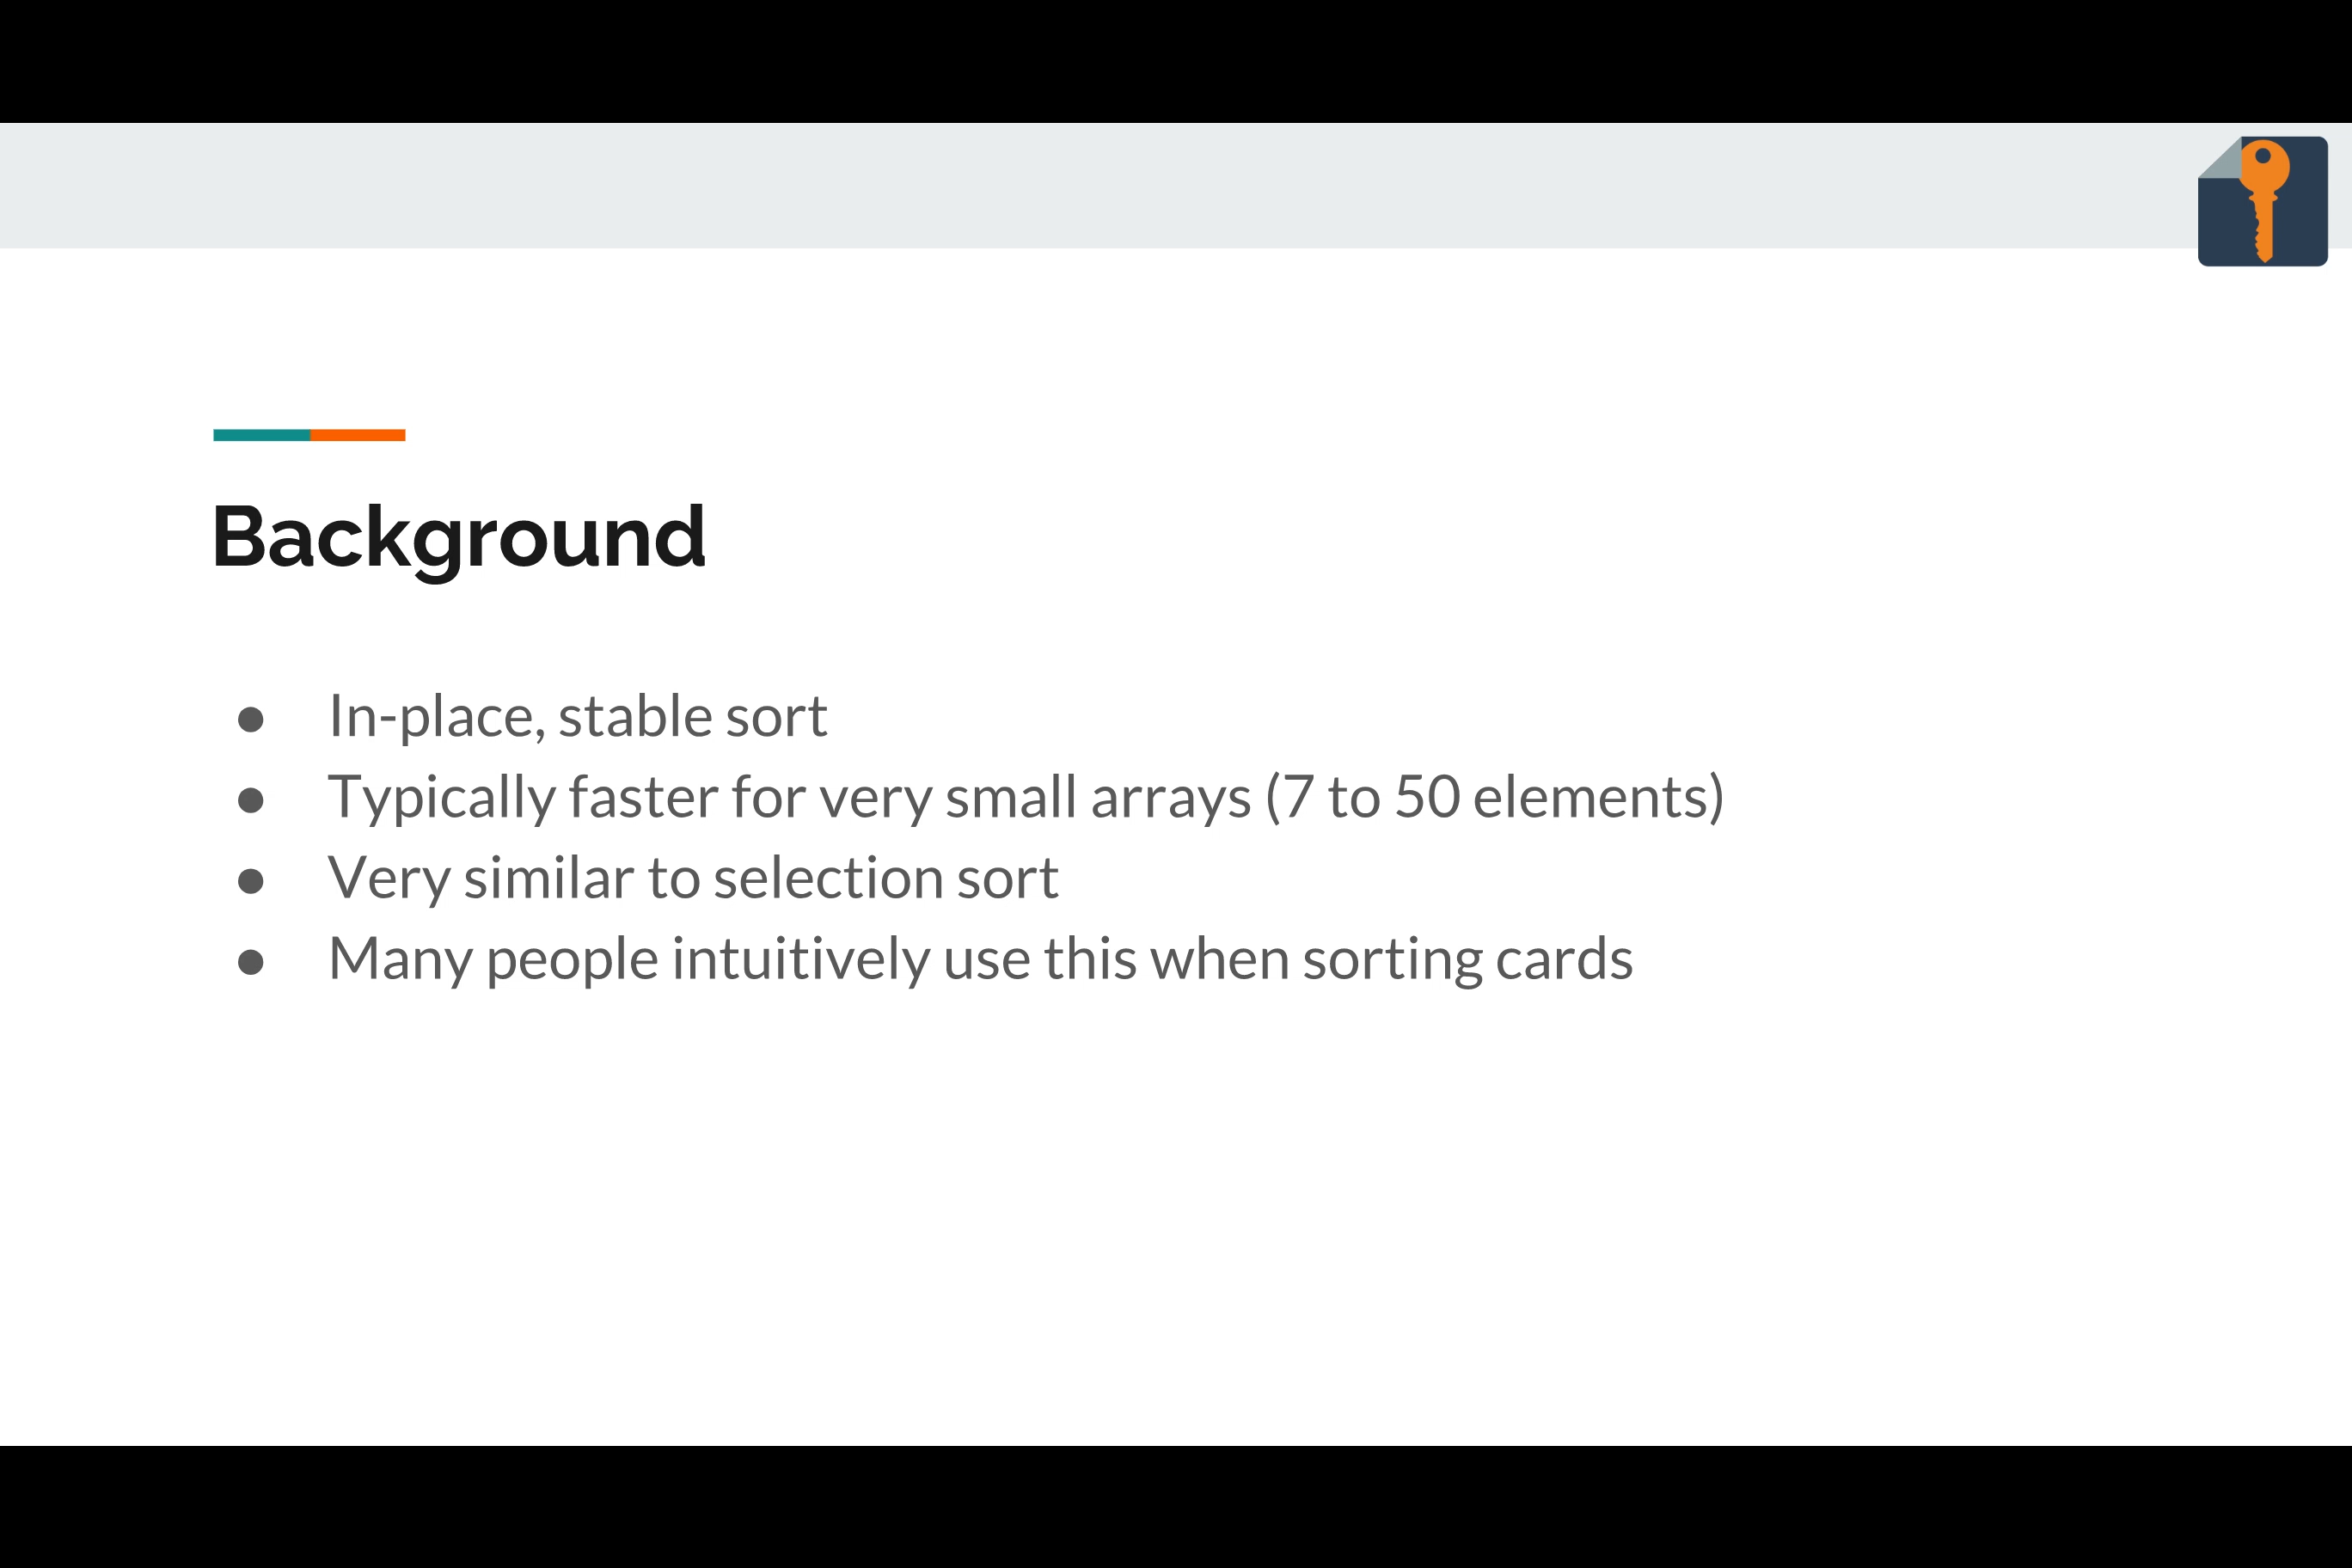 Background
● In-place, stable sort
● Typically faster for very small arrays (7 to 50 elements)
● Very similar to selection sort
● Many people intuitively use this when sorting cards